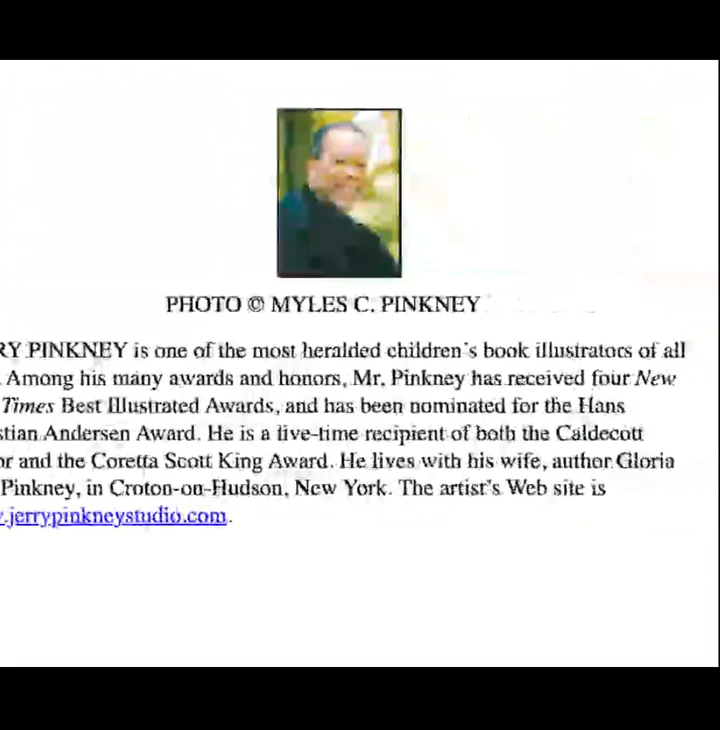 PHOTO © MYLES C. PINKNEY
RY PINKNEY is one of the most heralded children's book illustrators of all
. Among his many awards and honors, Mr. Pinkney has received four New
Times Best Illustrated Awards, and has been nominated for the Hans
stian Andersen Award. He is a five-time recipient of both the Caldecott
or and the Coretta Scott King Award. He lives with his wife, author Gloria
Pinkney, in Croton-on-Hudson, New York. The artist's Web site is
.jerrypinkneystudio.com.